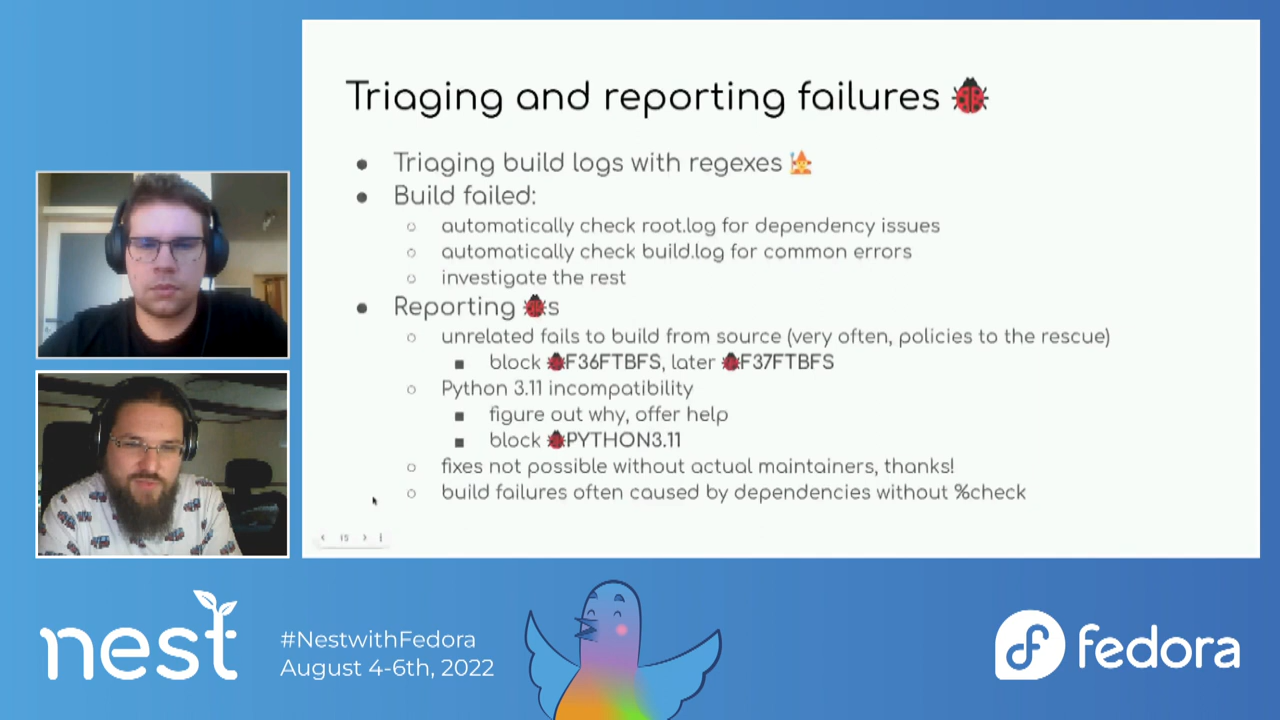 Triaging and reporting failures 🐞
● Triaging build logs with regexes 🧙
● Build failed:
○ automatically check root.log for dependency issues
○ automatically check build.log for common errors
○ investigate the rest
● Reporting 🐞s
○ unrelated fails to build from source (very often, policies to the rescue)
■ block 🐞F36FTBFS, later 🐞F37FTBFS
○ Python 3.11 incompatibility
■ figure out why, offer help
■ block 🐞PYTHON3.11
○ fixes not possible without actual maintainers, thanks!
○ build failures often caused by dependencies without %check
15
nest
#NestwithFedora
August 4-6th, 2022
fedora